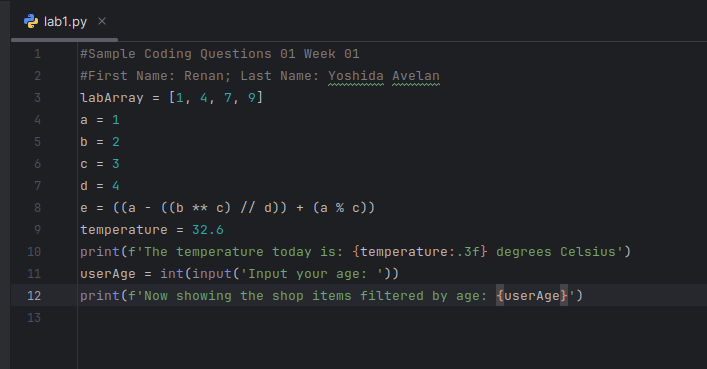 lab1.py ×
1 #Sample Coding Questions 01 Week 01
2 #First Name: Renan; Last Name: Yoshida Avelan
3 labArray = [1, 4, 7, 9]
4 a = 1
5 b = 2
6 c = 3
7 d = 4
8 e = ((a - ((b ** c) // d)) + (a % c))
9 temperature = 32.6
10 print(f'The temperature today is: {temperature:.3f} degrees Celsius')
11 userAge = int(input('Input your age: '))
12 print(f'Now showing the shop items filtered by age: {userAge}')
13